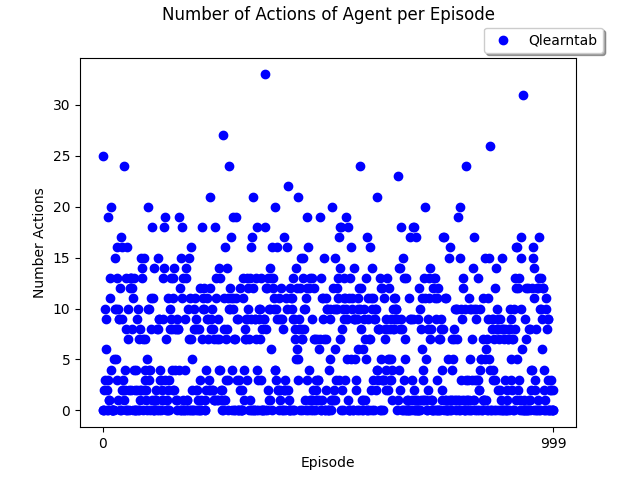 Number of Actions of Agent per Episode
Qlearntab
30
25
20
15
10
5
0
Number Actions
0
999
Episode